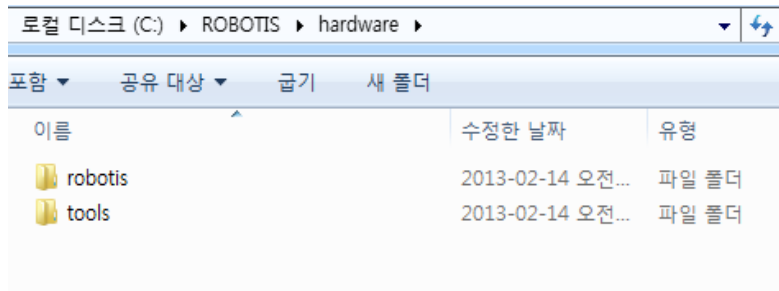 로컬 디스크 (C:) ▸ ROBOTIS ▸ hardware ▸
포함 ▼ 공유 대상 ▼ 굽기 새 폴더
이름 수정한 날짜 유형
robotis 2013-02-14 오전... 파일 폴더
tools 2013-02-14 오전... 파일 폴더